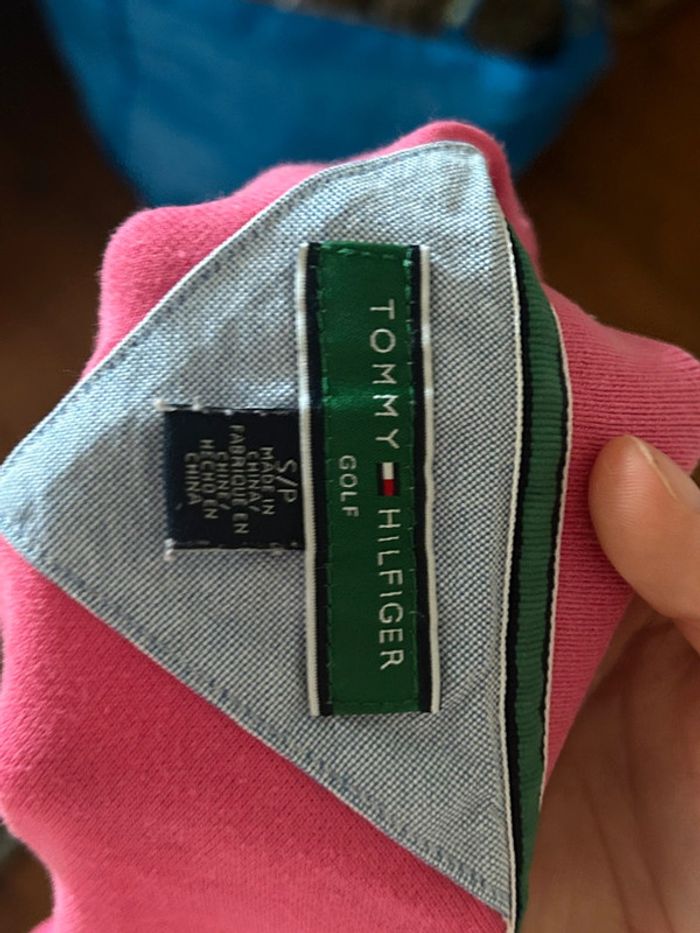 TOMMY HILFIGER
GOLF
S/P
MADE IN
CHINA/
FABRIQUÉ EN
CHINE/
HECHO EN
CHINA